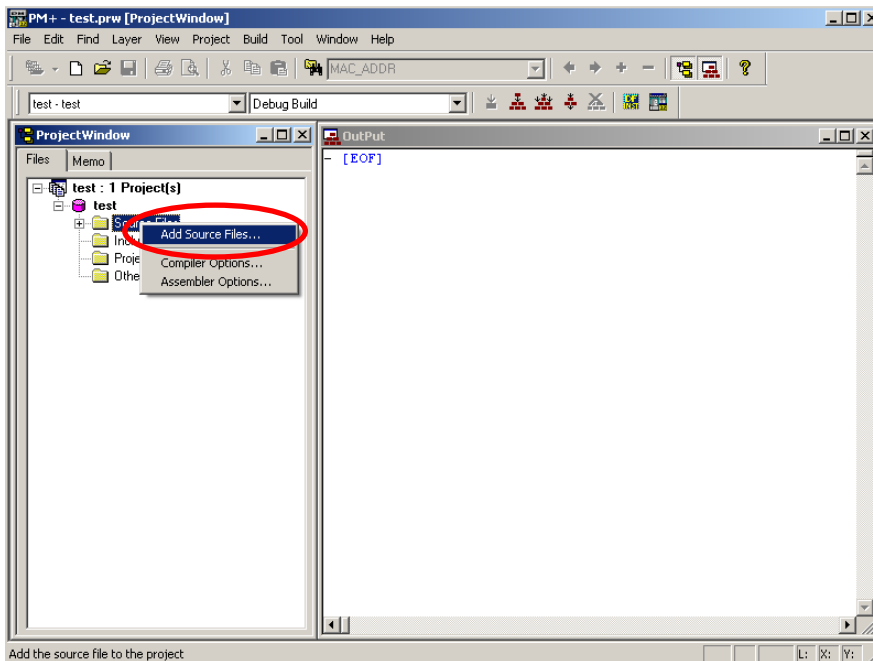 PM+ - test.prw [ProjectWindow]
File Edit Find Layer View Project Build Tool Window Help
MAC_ADDR
test - test Debug Build
ProjectWindow
Files Memo
test : 1 Project(s)
test
Add Source Files...
Compiler Options...
Assembler Options...
Proje
Othe
OutPut
[EOF]
Add the source file to the project
L: X: Y: